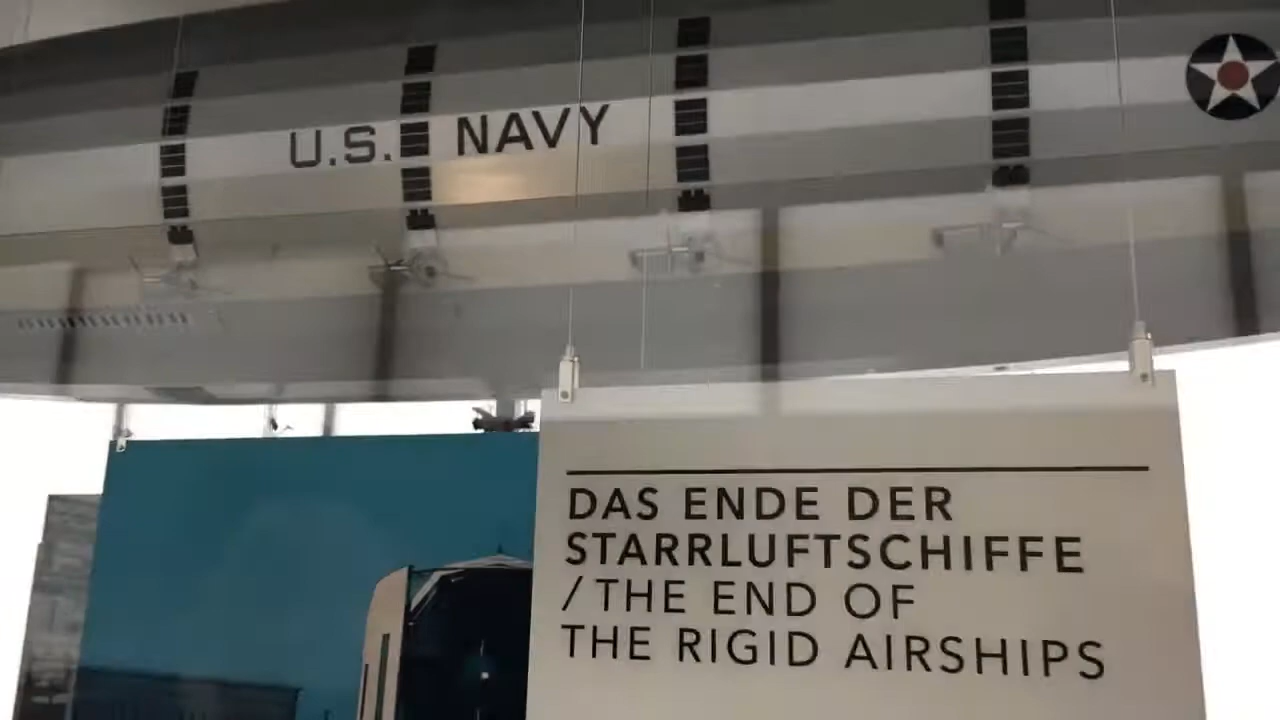 U.S. NAVY
DAS ENDE DER
STARRLUFTSCHIFFE
/THE END OF
THE RIGID AIRSHIPS